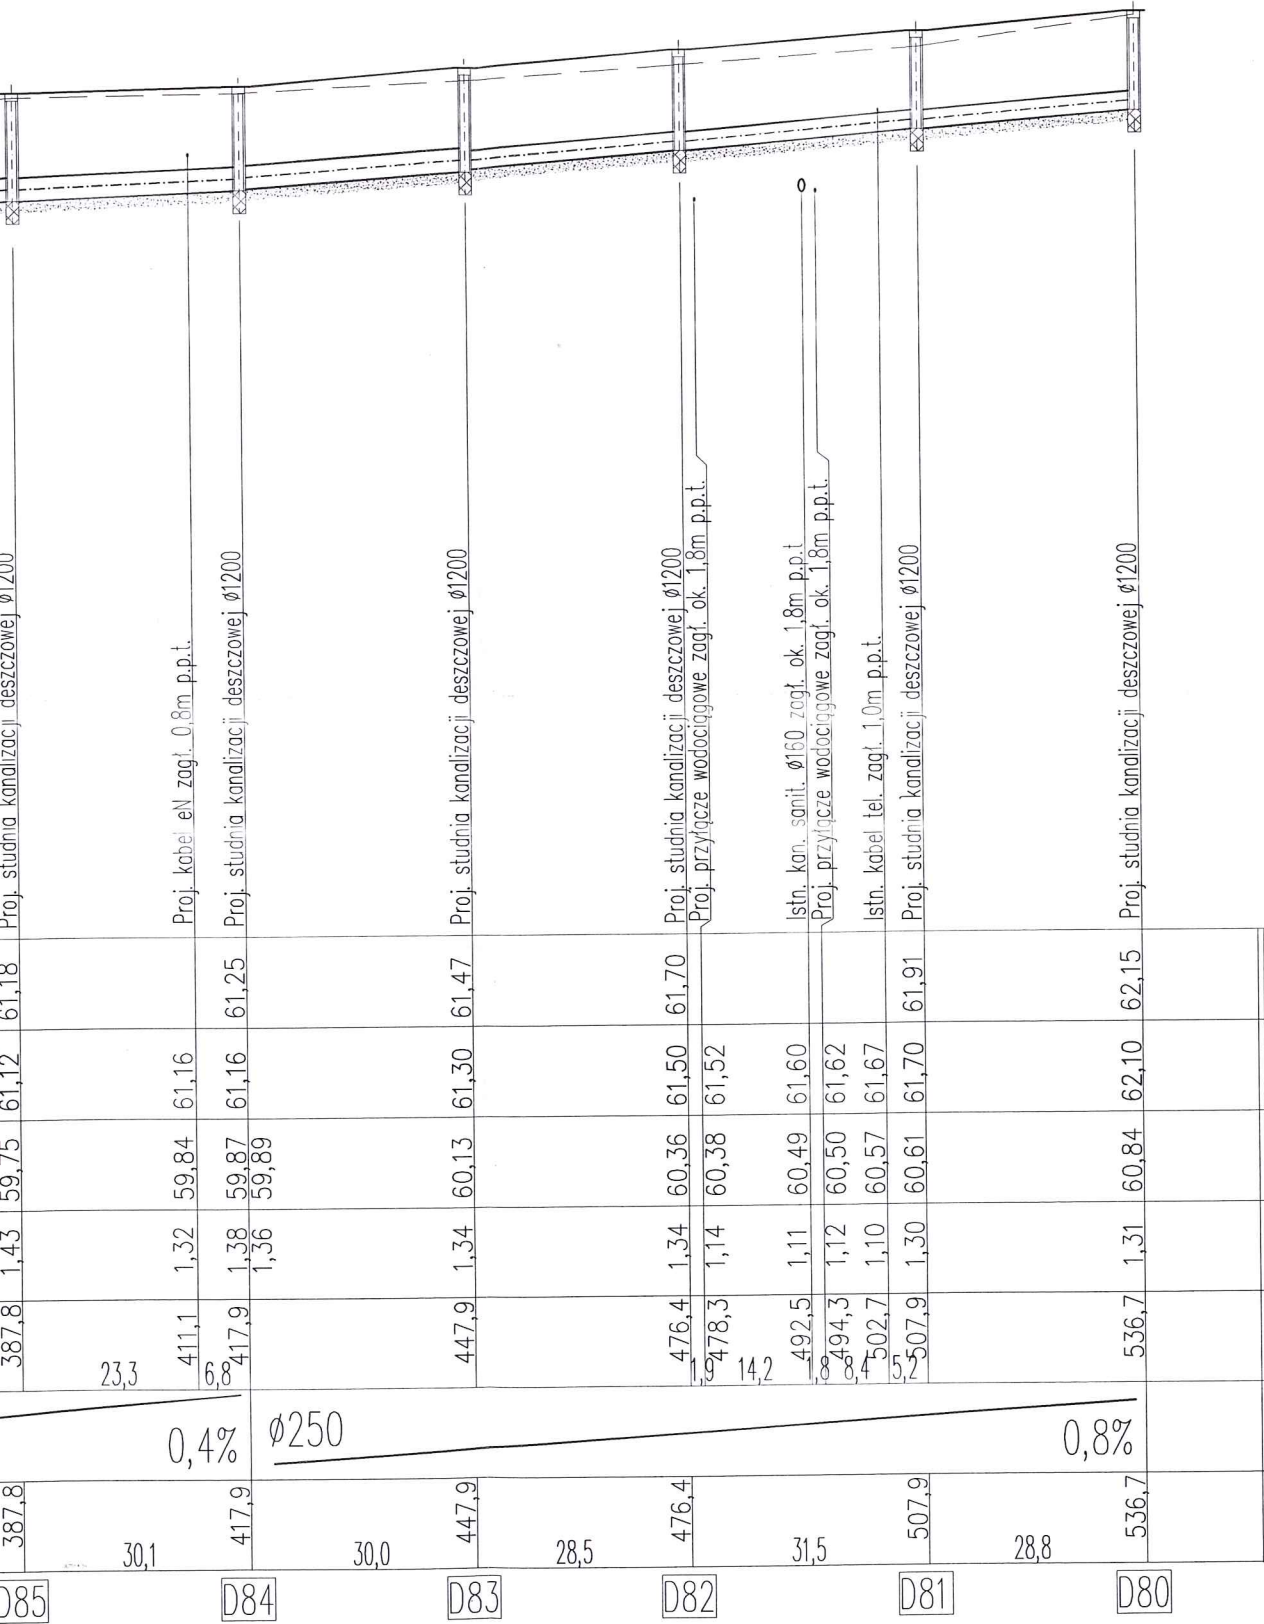 Proj. studnia kanalizacji deszczowej ø1200
Proj. kabel eN zagł. 0,8m p.p.t.
Proj. studnia kanalizacji deszczowej ø1200
Proj. studnia kanalizacji deszczowej ø1200
Proj. studnia kanalizacji deszczowej ø1200
Proj. przyłącze wodociągowe zagł. ok. 1,8m p.p.t.
Istn. kan. sanit. ø160 zagł. ok. 1,8m p.p.t
Proj. przyłącze wodociągowe zagł. ok. 1,8m p.p.t.
Istn. kabel tel. zagł. 1,0m p.p.t.
Proj. studnia kanalizacji deszczowej ø1200
Proj. studnia kanalizacji deszczowej ø1200
61,18 61,25 61,47 61,70 61,91 62,15
61,12 61,16 61,16 61,30 61,50 61,52 61,60 61,62 61,67 61,70 62,10
59,75 59,84 59,87 59,89 60,13 60,36 60,38 60,49 60,50 60,57 60,61 60,84
1,43 1,32 1,38 1,36 1,34 1,34 1,14 1,11 1,12 1,10 1,30 1,31
387,8 411,1 417,9 447,9 476,4 478,3 492,5 494,3 502,7 507,9 536,7
23,3 6,8 1,9 14,2 1,8 8,4 5,2
0,4% ø250 0,8%
387,8 417,9 447,9 476,4 507,9 536,7
30,1 30,0 28,5 31,5 28,8
D85 D84 D83 D82 D81 D80